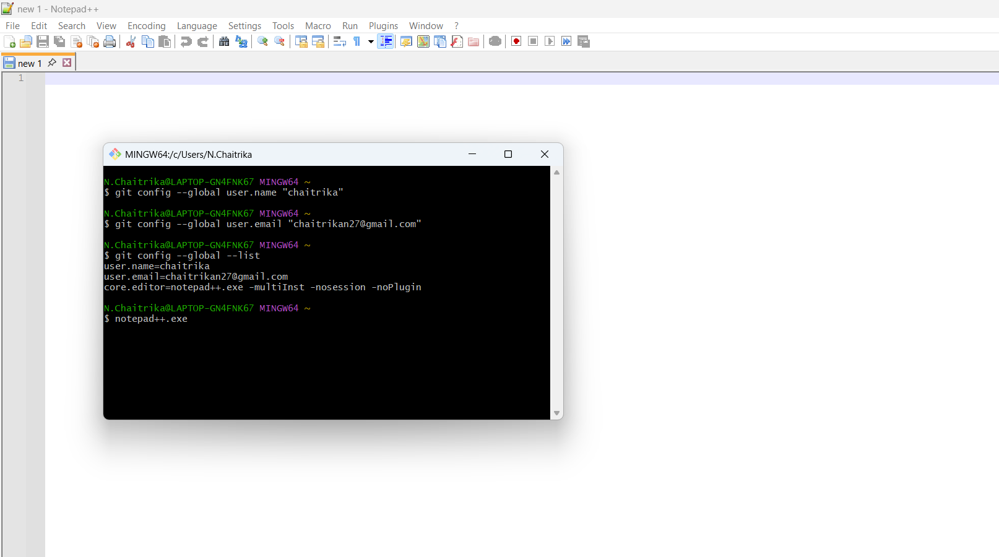 new 1 - Notepad++
File Edit Search View Encoding Language Settings Tools Macro Run Plugins Window ?
new 1
1
MINGW64:/c/Users/N.Chaitrika
N.Chaitrika@LAPTOP-GN4FNK67 MINGW64 ~
$ git config --global user.name "chaitrika"
N.Chaitrika@LAPTOP-GN4FNK67 MINGW64 ~
$ git config --global user.email "chaitrikan27@gmail.com"
N.Chaitrika@LAPTOP-GN4FNK67 MINGW64 ~
$ git config --global --list
user.name=chaitrika
user.email=chaitrikan27@gmail.com
core.editor=notepad++.exe -multiInst -nosession -noPlugin
N.Chaitrika@LAPTOP-GN4FNK67 MINGW64 ~
$ notepad++.exe